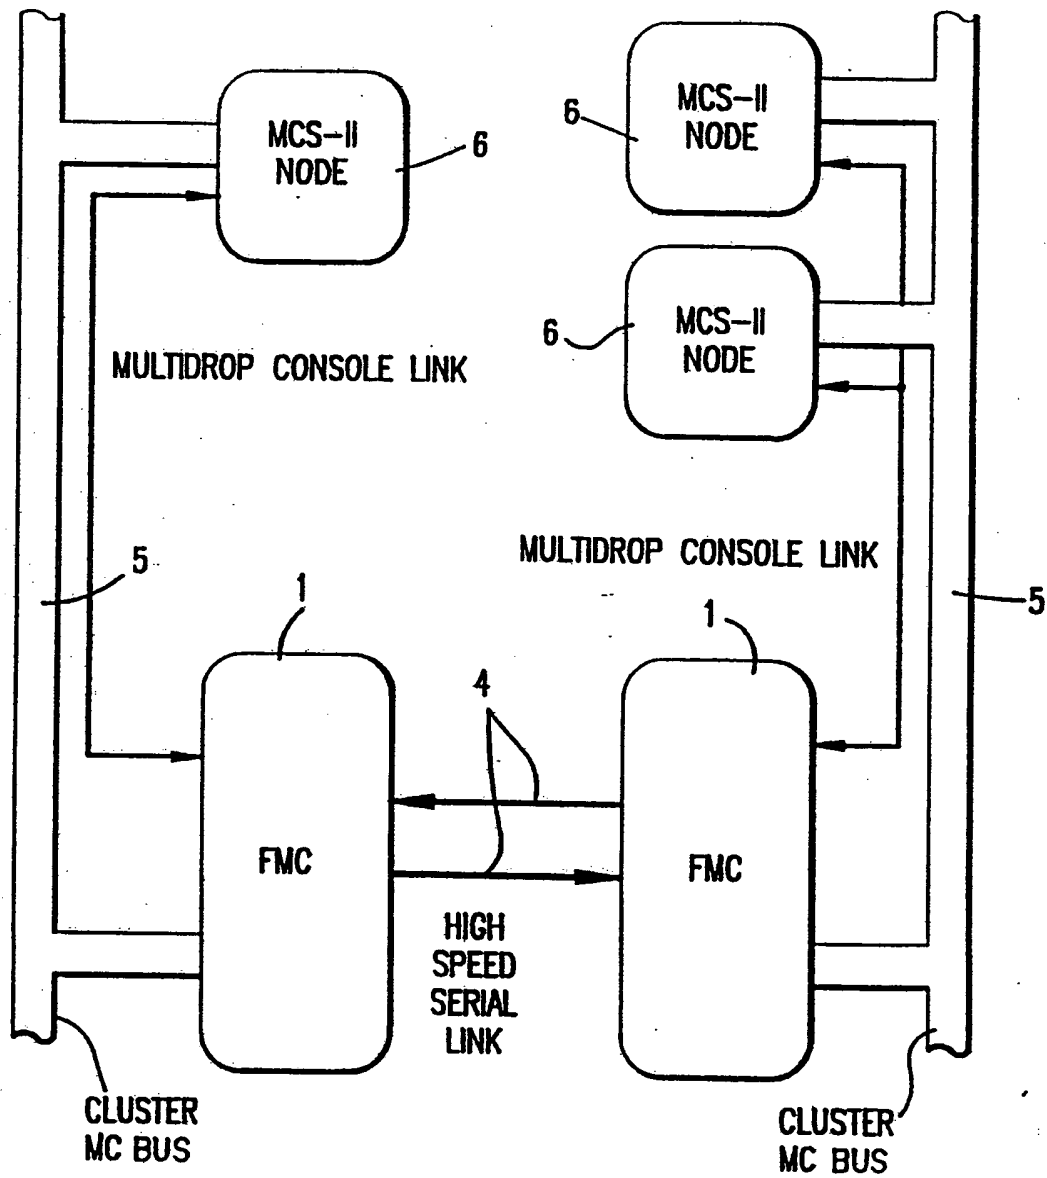 MCS-II
NODE
6
MCS-II
NODE
6
MCS-II
NODE
6
MULTIDROP CONSOLE LINK
MULTIDROP CONSOLE LINK
5
5
1
1
4
FMC
FMC
HIGH
SPEED
SERIAL
LINK
CLUSTER
MC BUS
CLUSTER
MC BUS